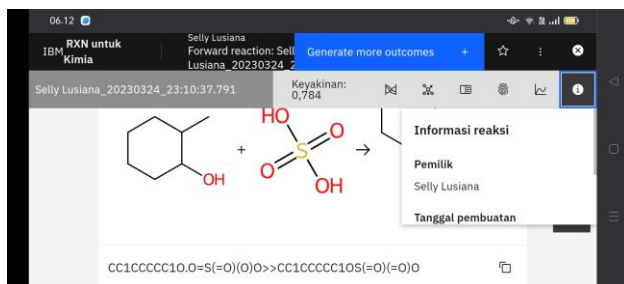 06.12
IBM RXN untuk Kimia
Selly Lusiana
Forward reaction: Sell
Lusiana_20230324_2
Generate more outcomes +
Selly Lusiana_20230324_23:10:37.791
Keyakinan:
0,784
HO
O
S
O
OH
OH
+
→
Informasi reaksi
Pemilik
Selly Lusiana
Tanggal pembuatan
CC1CCCCC1O.O=S(=O)(O)O>>CC1CCCCC1OS(=O)(=O)O